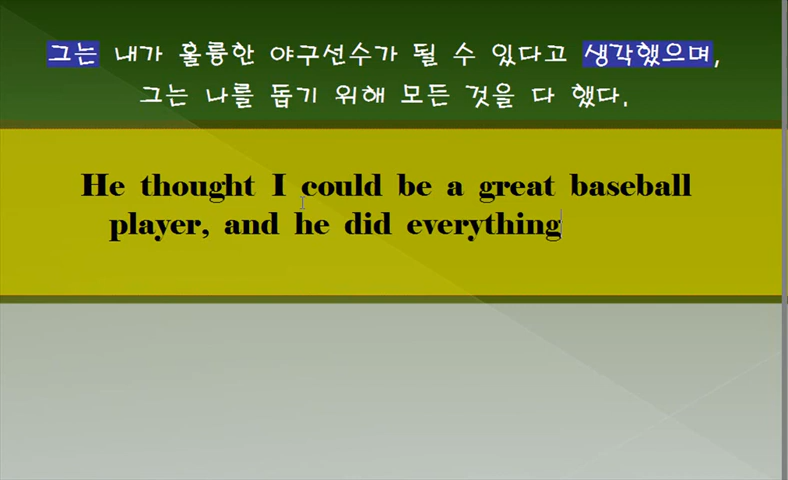 그는 내가 훌륭한 야구선수가 될 수 있다고 생각했으며,
그는 나를 돕기 위해 모든 것을 다 했다.
He thought I could be a great baseball
player, and he did everything